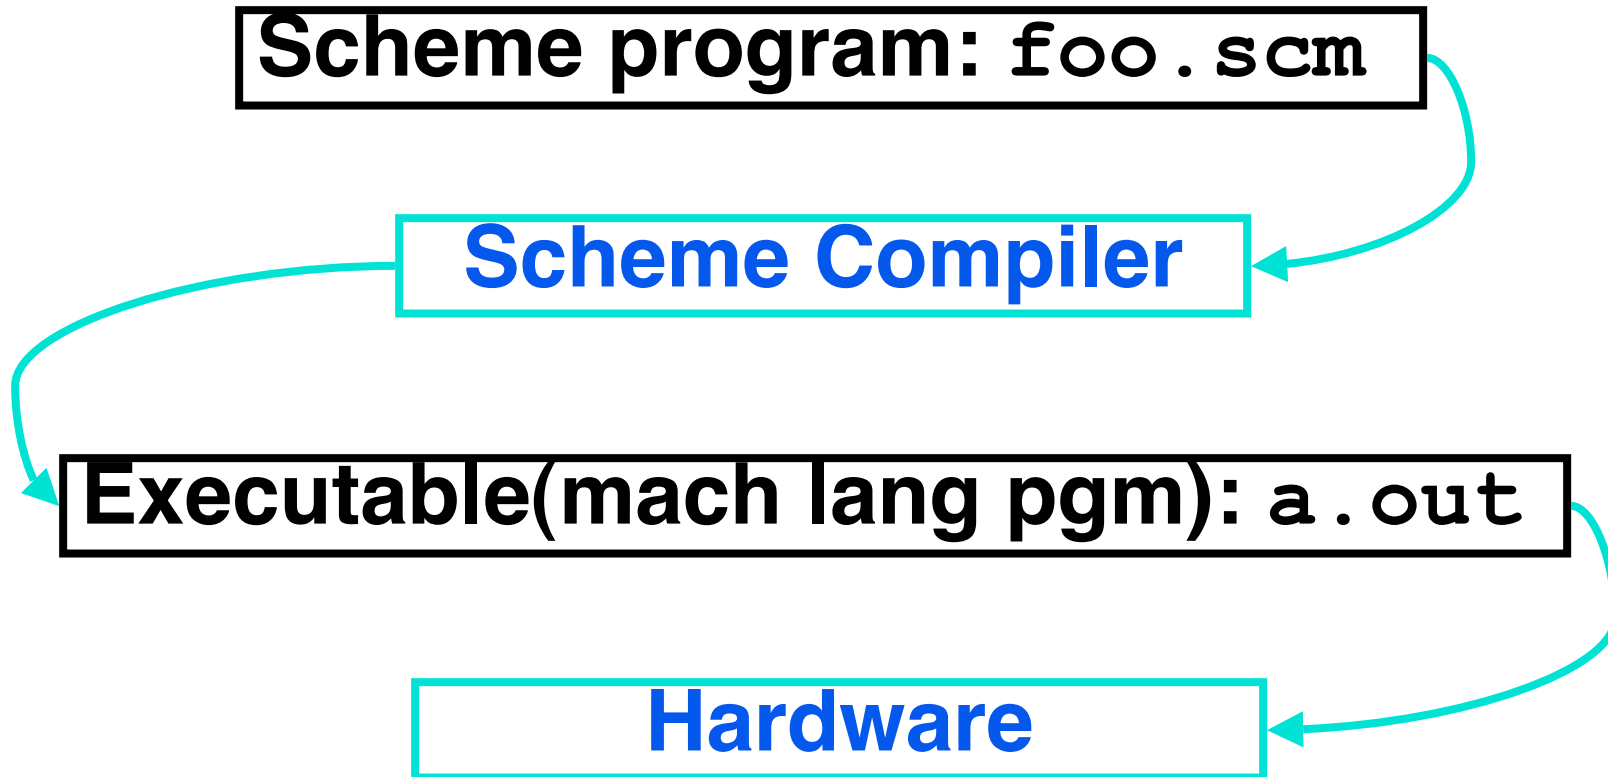 Scheme program: foo.scm
Scheme Compiler
Executable(mach lang pgm): a.out
Hardware